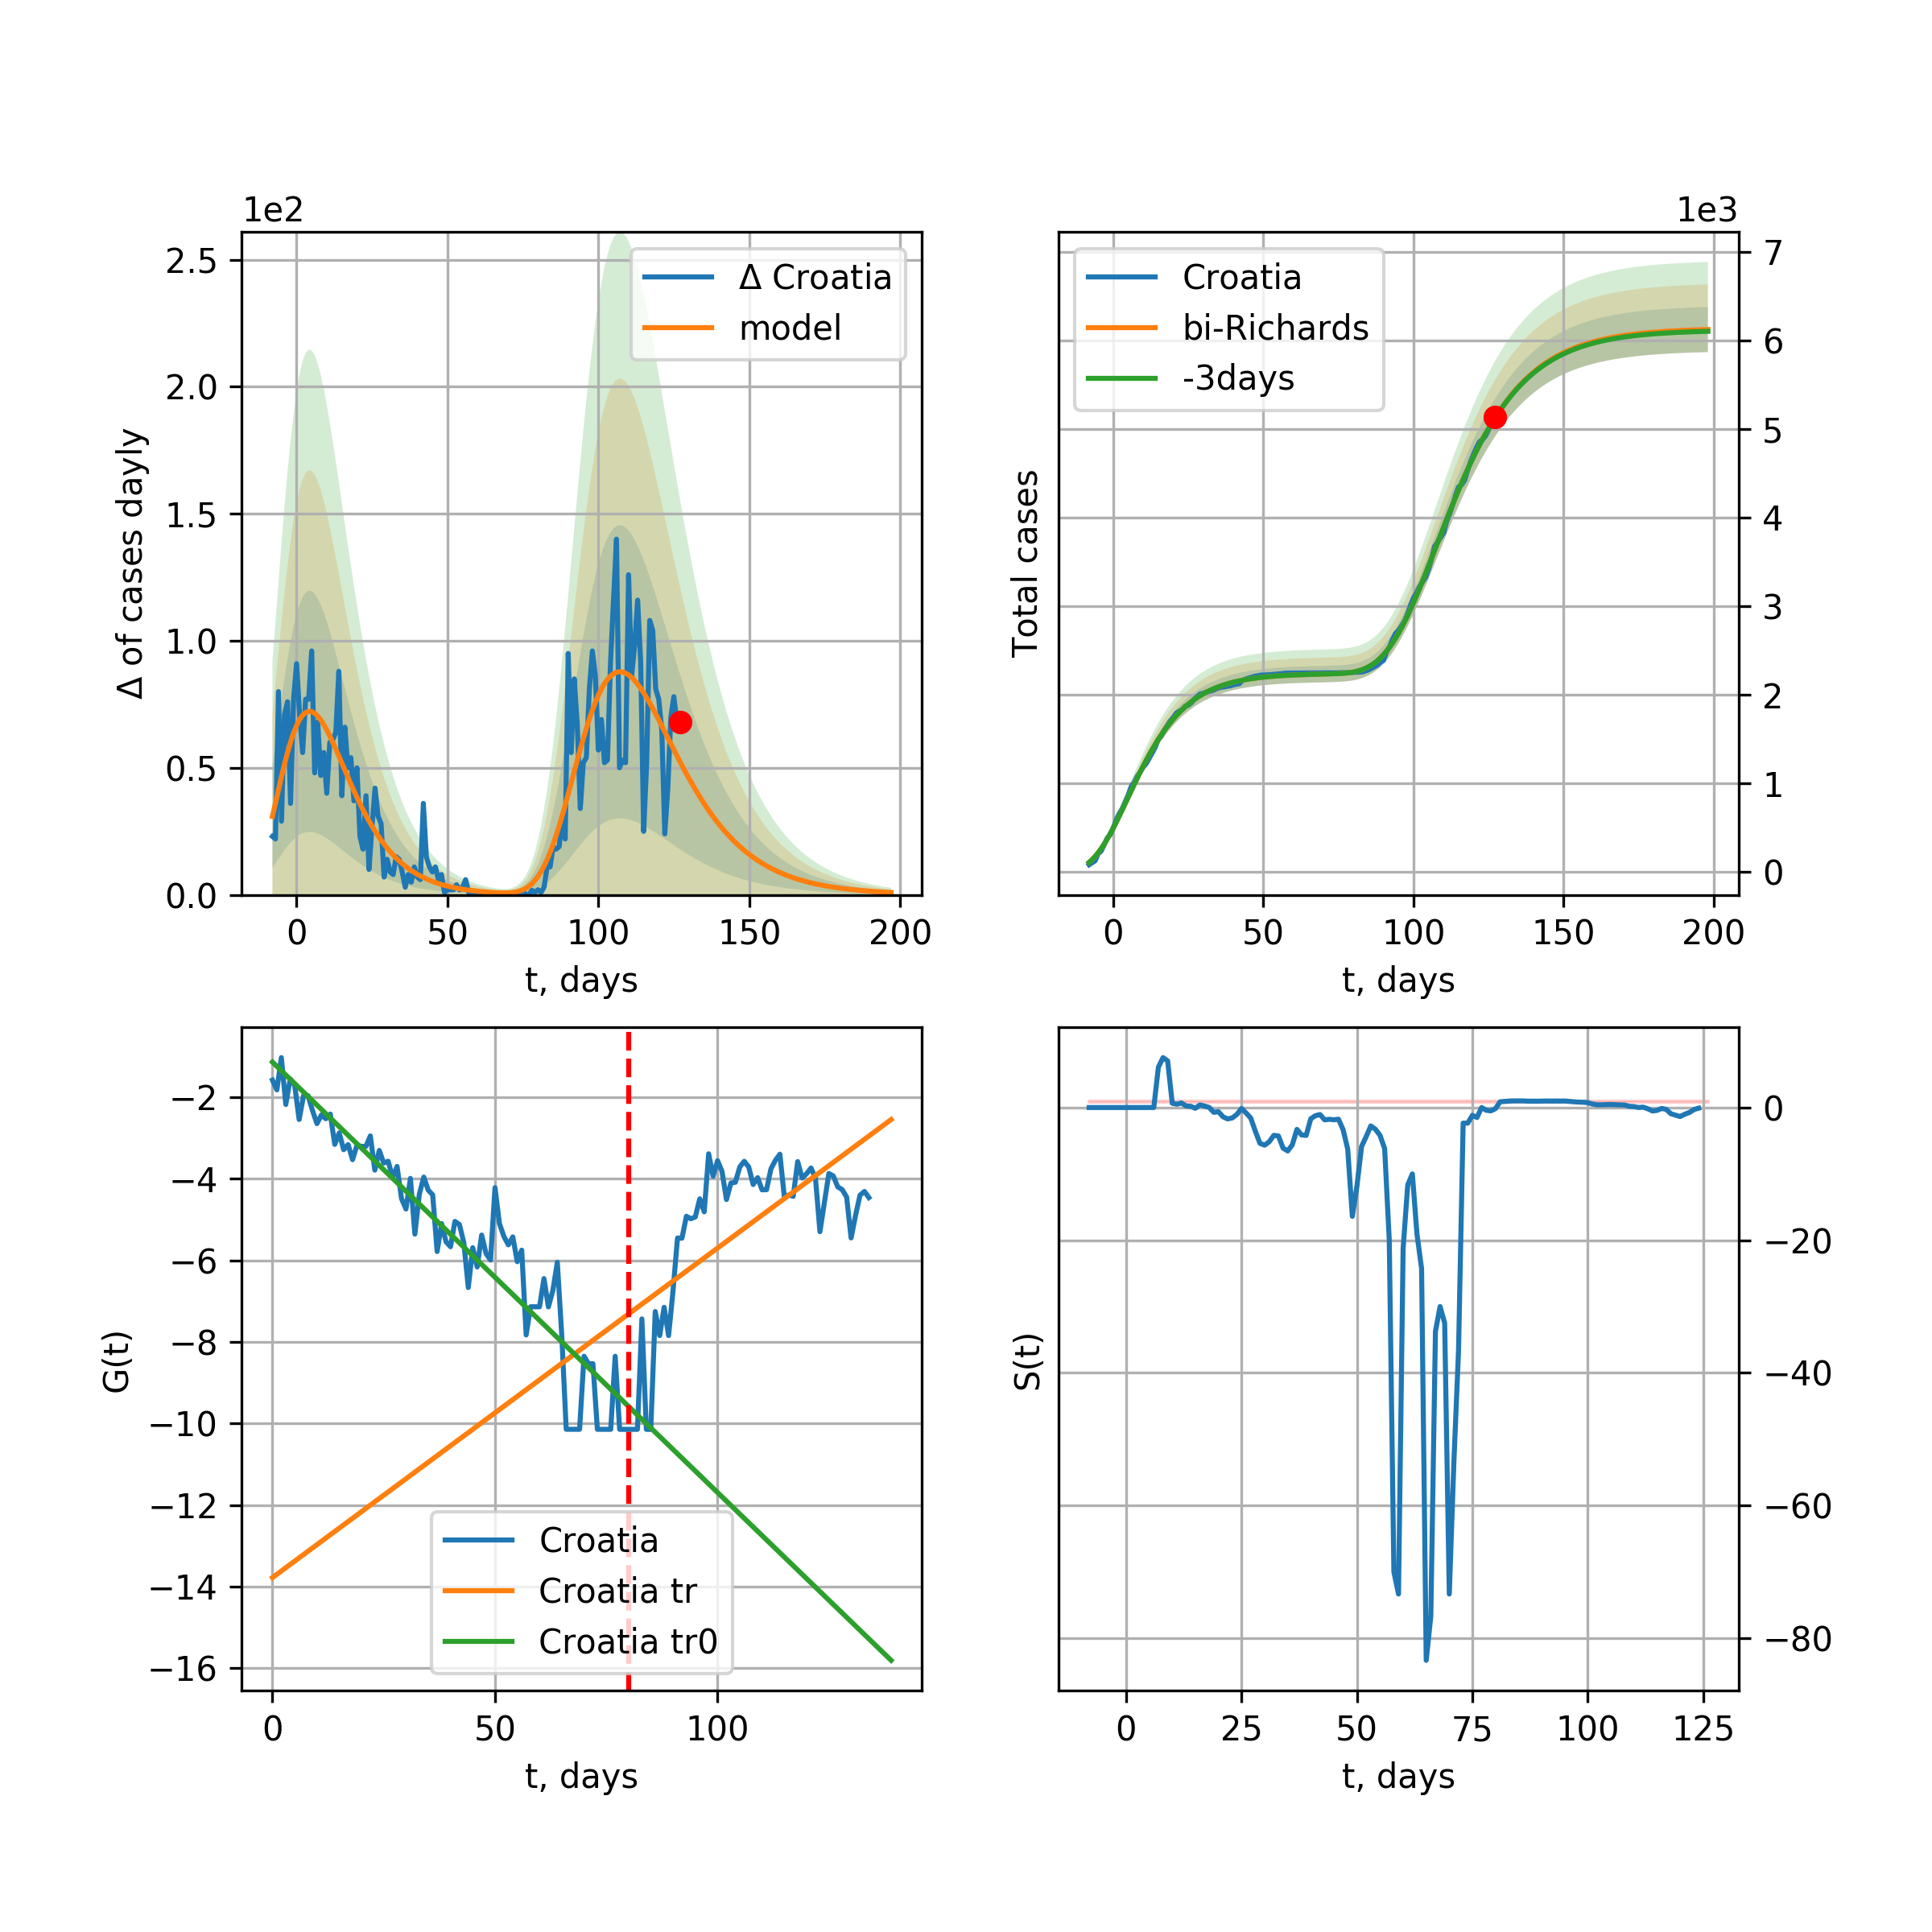 1e2
Δ of cases dayly
2.5
2.0
1.5
1.0
0.5
0.0
0 50 100 150 200
t, days
Δ Croatia
model
1e3
Total cases
7
6
5
4
3
2
1
0
0 50 100 150 200
t, days
Croatia
bi-Richards
-3days
G(t)
−2
−4
−6
−8
−10
−12
−14
−16
0 50 100
t, days
Croatia
Croatia tr
Croatia tr0
S(t)
0
−20
−40
−60
−80
0 25 50 75 100 125
t, days